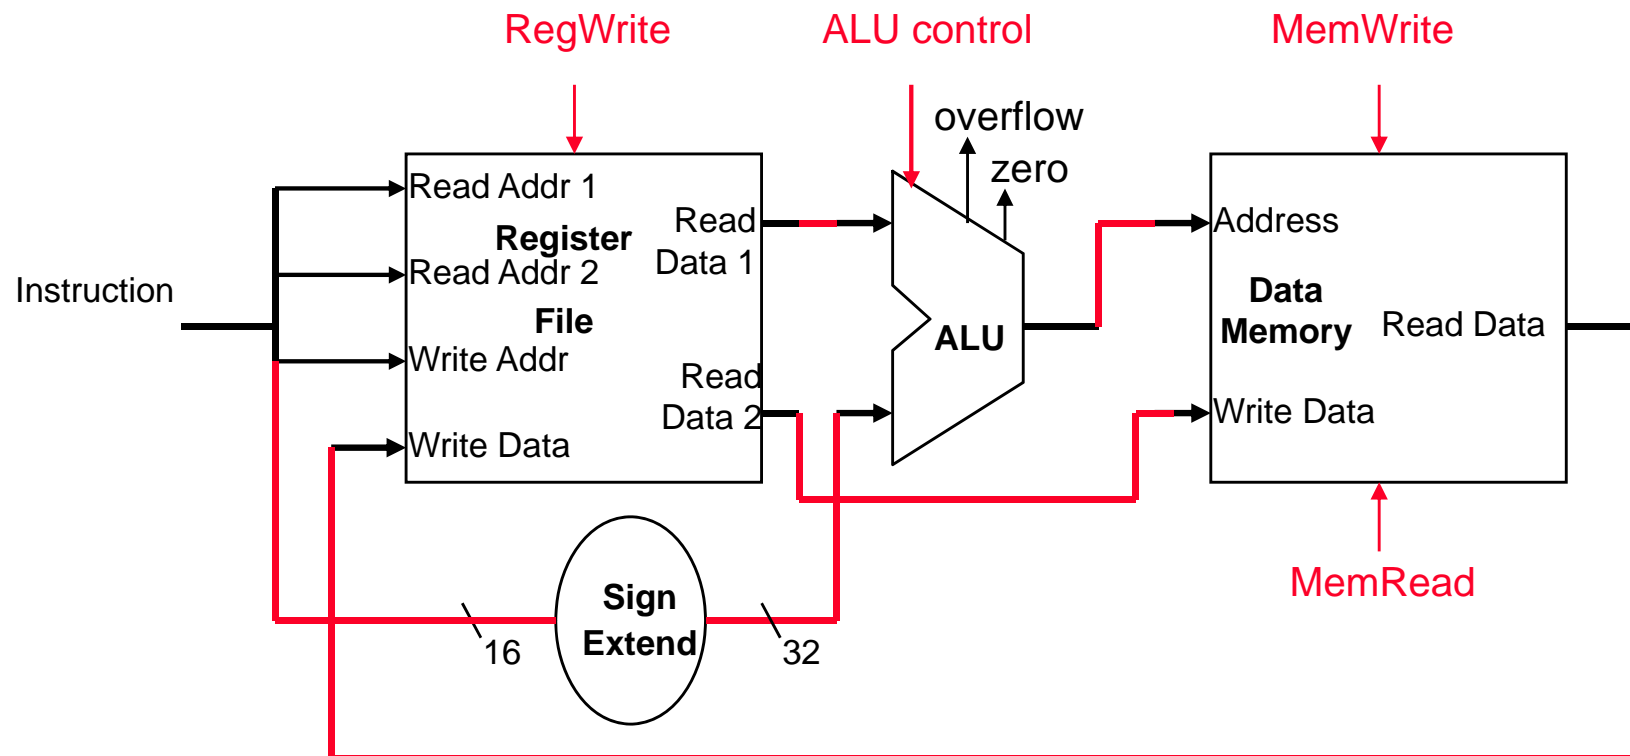 RegWrite
ALU control
MemWrite
overflow
zero
Read Addr 1
Register
Read Addr 2
File
Write Addr
Write Data
Read
Data 1
Read
Data 2
Instruction
ALU
Address
Data
Memory
Read Data
Write Data
MemRead
Sign
Extend
16
32